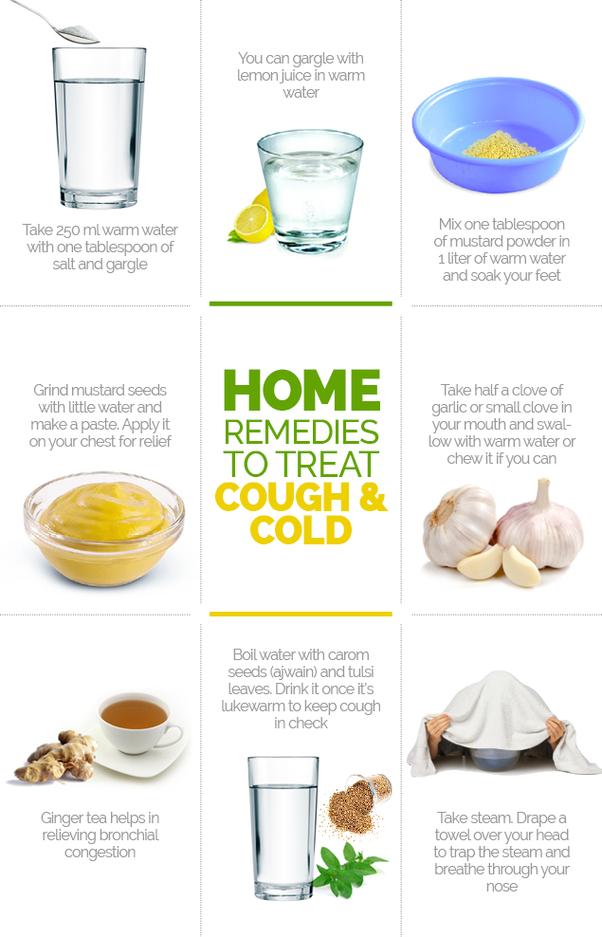 Take 250 ml warm water
with one tablespoon of
salt and gargle
You can gargle with
lemon juice in warm
water
Mix one tablespoon
of mustard powder in
1 liter of warm water
and soak your feet
Grind mustard seeds
with little water and
make a paste. Apply it
on your chest for relief
HOME
REMEDIES
TO TREAT
COUGH &
COLD
Take half a clove of
garlic or small clove in
your mouth and swal-
low with warm water or
chew it if you can
Ginger tea helps in
relieving bronchial
congestion
Boil water with carom
seeds (ajwain) and tulsi
leaves. Drink it once it's
lukewarm to keep cough
in check
Take steam. Drape a
towel over your head
to trap the steam and
breathe through your
nose